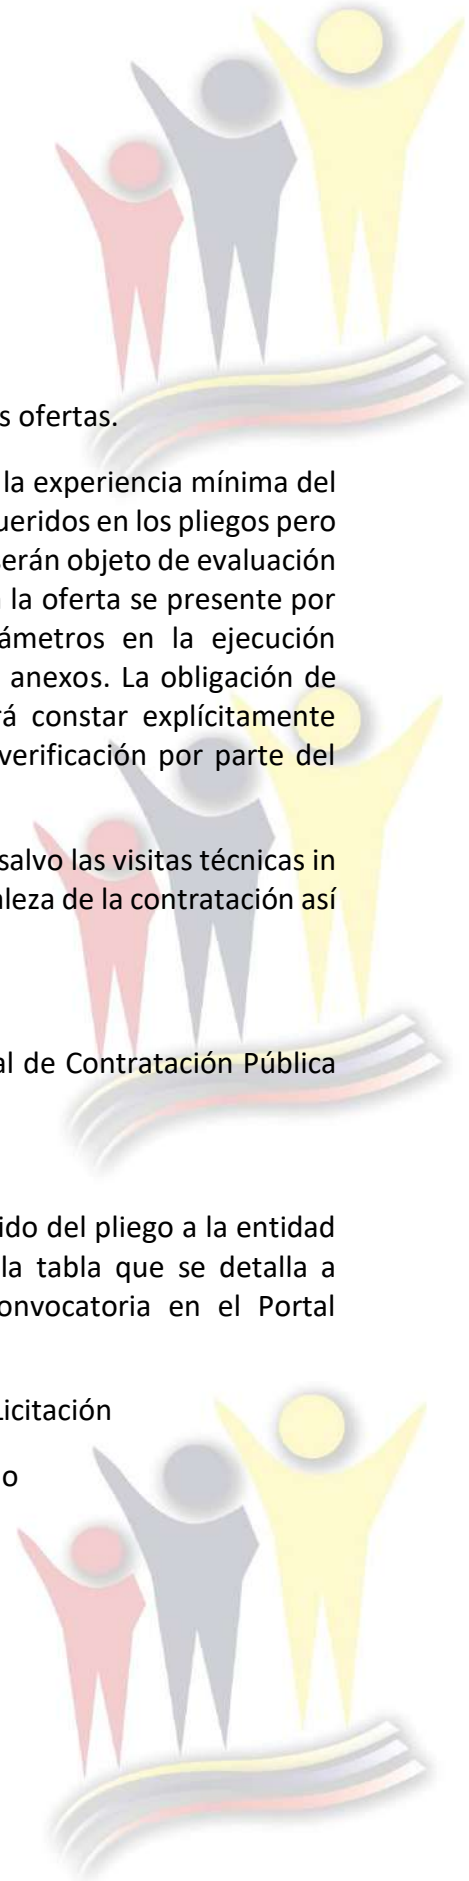 s ofertas.
la experiencia mínima del
ueridos en los pliegos pero
serán objeto de evaluación
la oferta se presente por
ámetros en la ejecución
anexos. La obligación de
rá constar explícitamente
verificación por parte del
salvo las visitas técnicas in
aleza de la contratación así
al de Contratación Pública
ido del pliego a la entidad
la tabla que se detalla a
onvocatoria en el Portal
Licitación
o